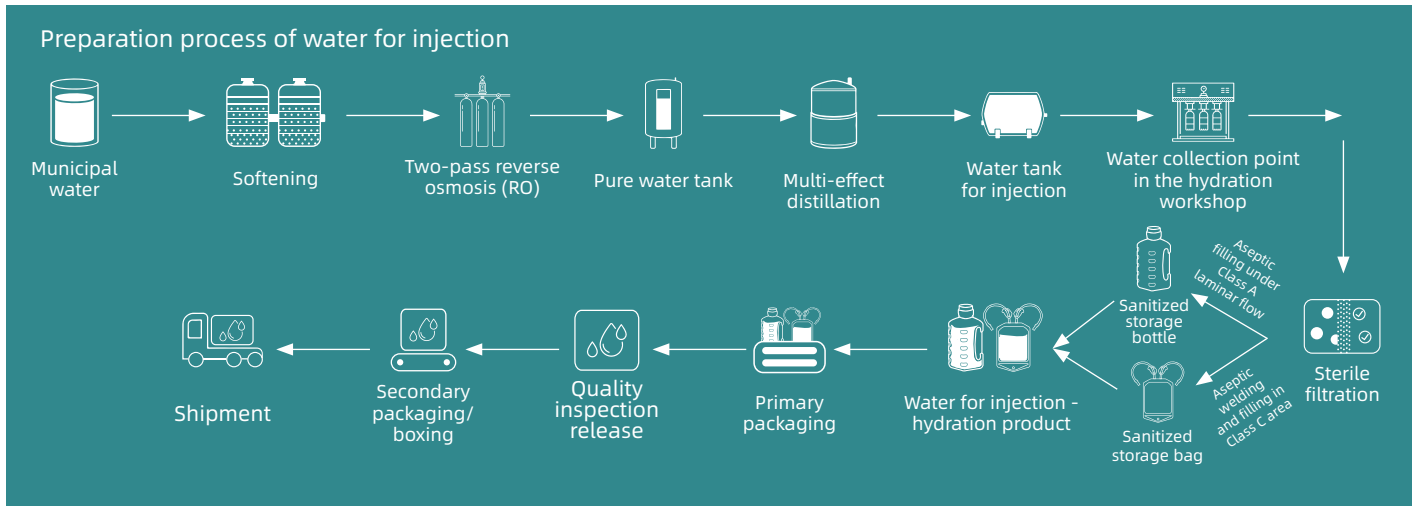 Preparation process of water for injection
Municipal
water
Softening
Two-pass reverse
osmosis (RO)
Pure water tank
Multi-effect
distillation
Water tank
for injection
Water collection point
in the hydration
workshop
Sterile
filtration
Aseptic
filling under
Class A
laminar flow
Sanitized
storage
bottle
Aseptic
welding
and filling in
Class C area
Sanitized
storage bag
Water for injection -
hydration product
Primary
packaging
Quality
inspection
release
Secondary
packaging/
boxing
Shipment